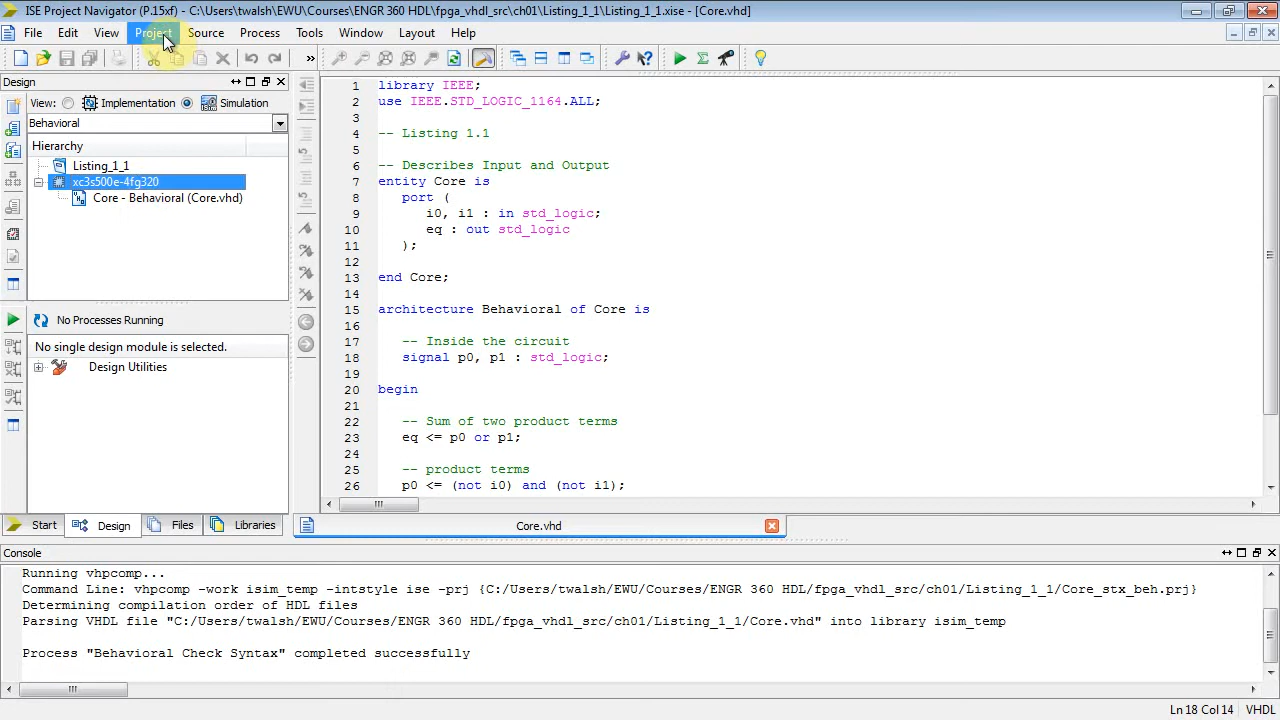 ISE Project Navigator (P.15xf) - C:\Users\twalsh\EWU\Courses\ENGR 360 HDL\fpga_vhdl_src\ch01\Listing_1_1\Listing_1_1.xise - [Core.vhd]
File Edit View Project Source Process Tools Window Layout Help
Design
View: Implementation Simulation
Behavioral
Hierarchy
Listing_1_1
xc3s500e-4fg320
Core - Behavioral (Core.vhd)
No Processes Running
No single design module is selected.
Design Utilities
Start Design Files Libraries
1 library IEEE;
2 use IEEE.STD_LOGIC_1164.ALL;
3
4 -- Listing 1.1
5
6 -- Describes Input and Output
7 entity Core is
8 port (
9 i0, i1 : in std_logic;
10 eq : out std_logic
11 );
12
13 end Core;
14
15 architecture Behavioral of Core is
16
17 -- Inside the circuit
18 signal p0, p1 : std_logic;
19
20 begin
21
22 -- Sum of two product terms
23 eq <= p0 or p1;
24
25 -- product terms
26 p0 <= (not i0) and (not i1);
Core.vhd
Console
Running vhpcomp...
Command Line: vhpcomp -work isim_temp -intstyle ise -prj {C:/Users/twalsh/EWU/Courses/ENGR 360 HDL/fpga_vhdl_src/ch01/Listing_1_1/Core_stx_beh.prj}
Determining compilation order of HDL files
Parsing VHDL file "C:/Users/twalsh/EWU/Courses/ENGR 360 HDL/fpga_vhdl_src/ch01/Listing_1_1/Core.vhd" into library isim_temp
Process "Behavioral Check Syntax" completed successfully
Ln 18 Col 14 VHDL